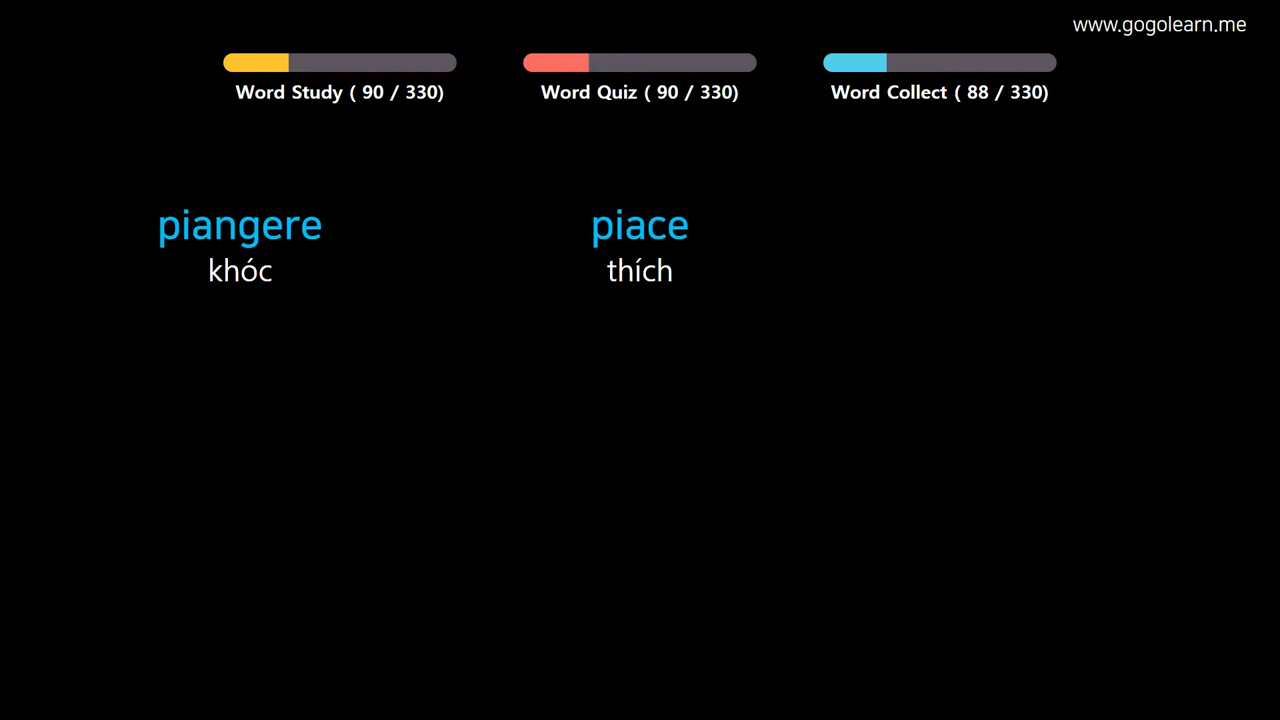 www.gogolearn.me
Word Study ( 90 / 330)
Word Quiz ( 90 / 330)
Word Collect ( 88 / 330)
piangere
khóc
piace
thích